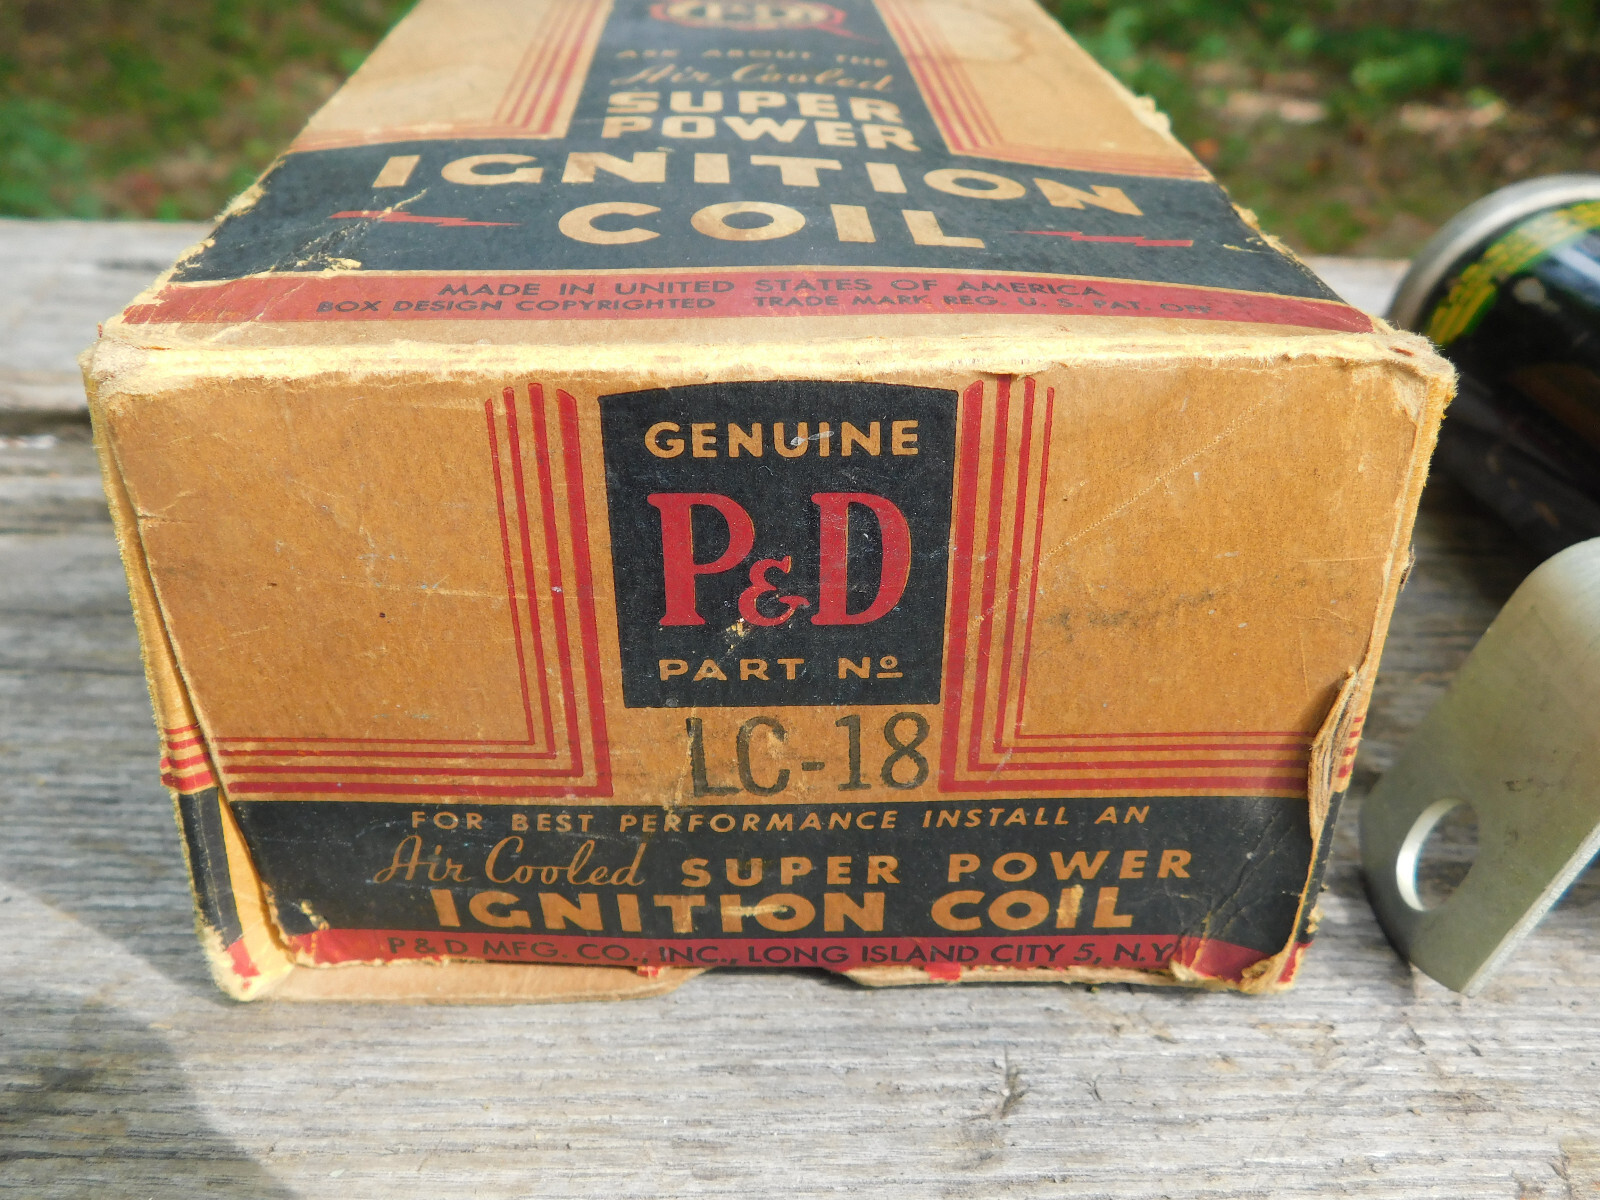 P&D
ASK ABOUT THE
Air Cooled
SUPER
POWER
IGNITION
COIL
MADE IN UNITED STATES OF AMERICA
BOX DESIGN COPYRIGHTED TRADE MARK REG. U. S. PAT. OFF.
GENUINE
P&D
PART Nº
LC-18
FOR BEST PERFORMANCE INSTALL AN
Air Cooled SUPER POWER
IGNITION COIL
P & D MFG. CO., INC., LONG ISLAND CITY 5, N.Y.